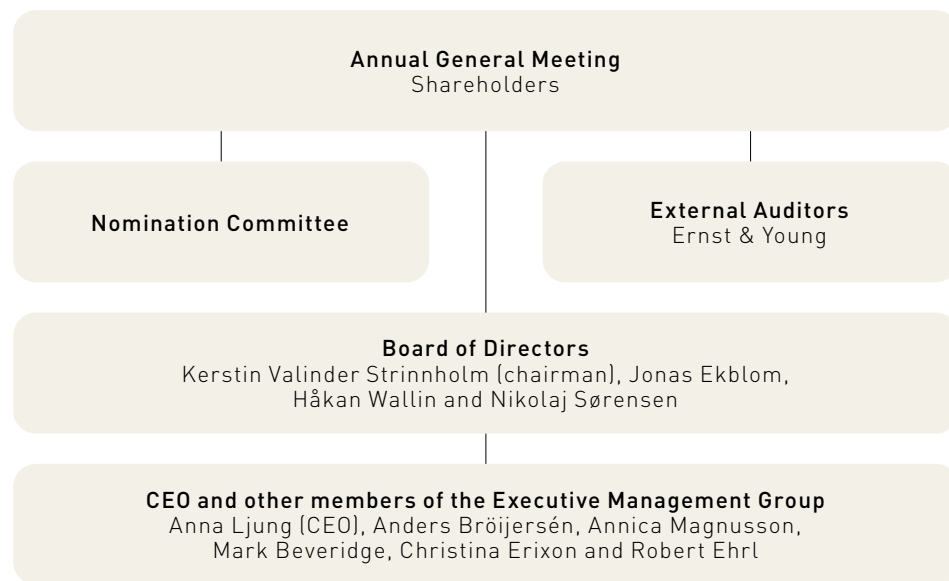 Annual General Meeting
Shareholders
Nomination Committee
External Auditors
Ernst & Young
Board of Directors
Kerstin Valinder Strinnholm (chairman), Jonas Ekblom,
Håkan Wallin and Nikolaj Sørensen
CEO and other members of the Executive Management Group
Anna Ljung (CEO), Anders Bröijersén, Annica Magnusson,
Mark Beveridge, Christina Erixon and Robert Ehrl